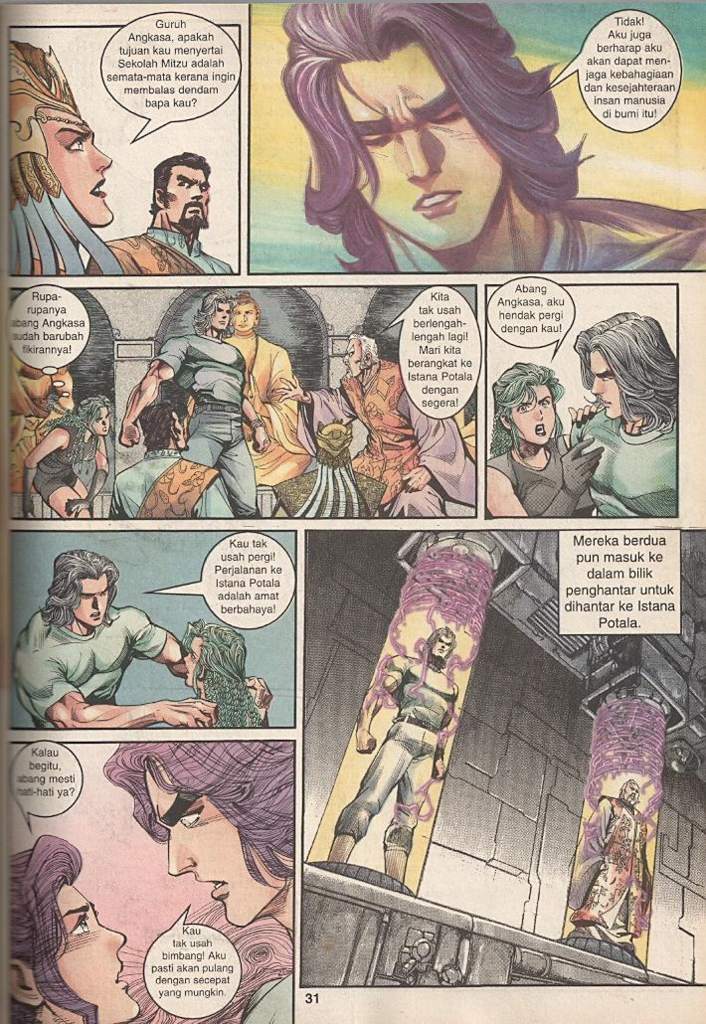 Guruh
Angkasa, apakah
tujuan kau menyertai
Sekolah Mitzu adalah
semata-mata kerana ingin
membalas dendam
bapa kau?
Tidak!
Aku juga
berharap aku
akan dapat men-
jaga kebahagiaan
dan kesejahteraan
insan manusia
di bumi itu!
Rupa-
rupanya
abang Angkasa
sudah barubah
fikirannya!
Kita
tak usah
berlengah-
lengah lagi!
Mari kita
berangkat ke
Istana Potala
dengan
segera!
Abang
Angkasa, aku
hendak pergi
dengan kau!
Kau tak
usah pergi!
Perjalanan ke
Istana Potala
adalah amat
berbahaya!
Mereka berdua
pun masuk ke
dalam bilik
penghantar untuk
dihantar ke Istana
Potala.
Kalau
begitu,
abang mesti
hati-hati ya?
Kau
tak usah
bimbang! Aku
pasti akan pulang
dengan secepat
yang mungkin.
31